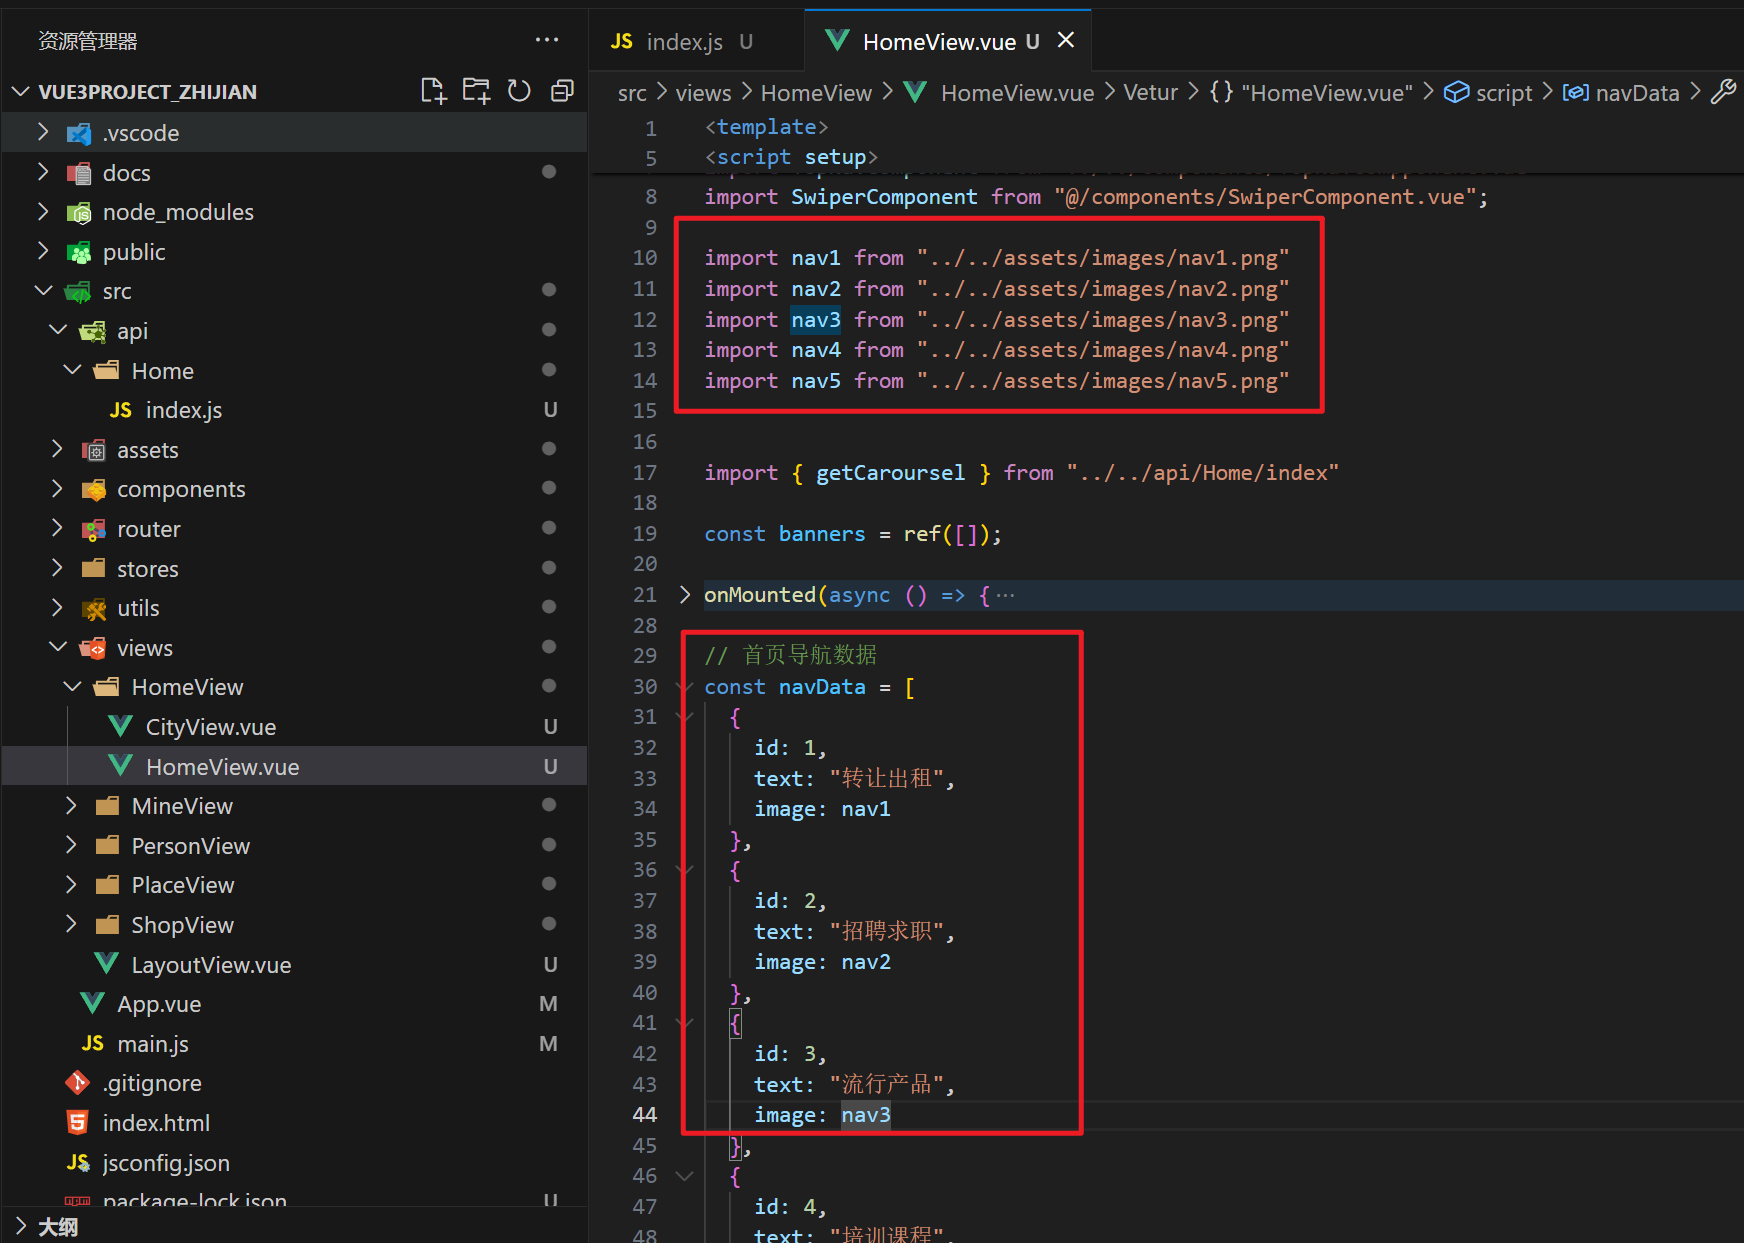 资源管理器
VUE3PROJECT_ZHIJIAN
.vscode
docs
node_modules
public
src
api
Home
JS index.js U
assets
components
router
stores
utils
views
HomeView
CityView.vue U
HomeView.vue U
MineView
PersonView
PlaceView
ShopView
LayoutView.vue U
App.vue M
JS main.js M
.gitignore
index.html
JS jsconfig.json
package-lock.json U
大纲
JS index.js U
HomeView.vue U
src > views > HomeView > HomeView.vue > Vetur > {} "HomeView.vue" > script > navData >
1 <template>
5 <script setup>
8 import SwiperComponent from "@/components/SwiperComponent.vue";
9
10 import nav1 from "../../assets/images/nav1.png"
11 import nav2 from "../../assets/images/nav2.png"
12 import nav3 from "../../assets/images/nav3.png"
13 import nav4 from "../../assets/images/nav4.png"
14 import nav5 from "../../assets/images/nav5.png"
15
16
17 import { getCaroursel } from "../../api/Home/index"
18
19 const banners = ref([]);
20
21 onMounted(async () => { ···
28
29 // 首页导航数据
30 const navData = [
31 {
32 id: 1,
33 text: "转让出租",
34 image: nav1
35 },
36 {
37 id: 2,
38 text: "招聘求职",
39 image: nav2
40 },
41 {
42 id: 3,
43 text: "流行产品",
44 image: nav3
45 },
46 {
47 id: 4,
48 text: "培训课程",